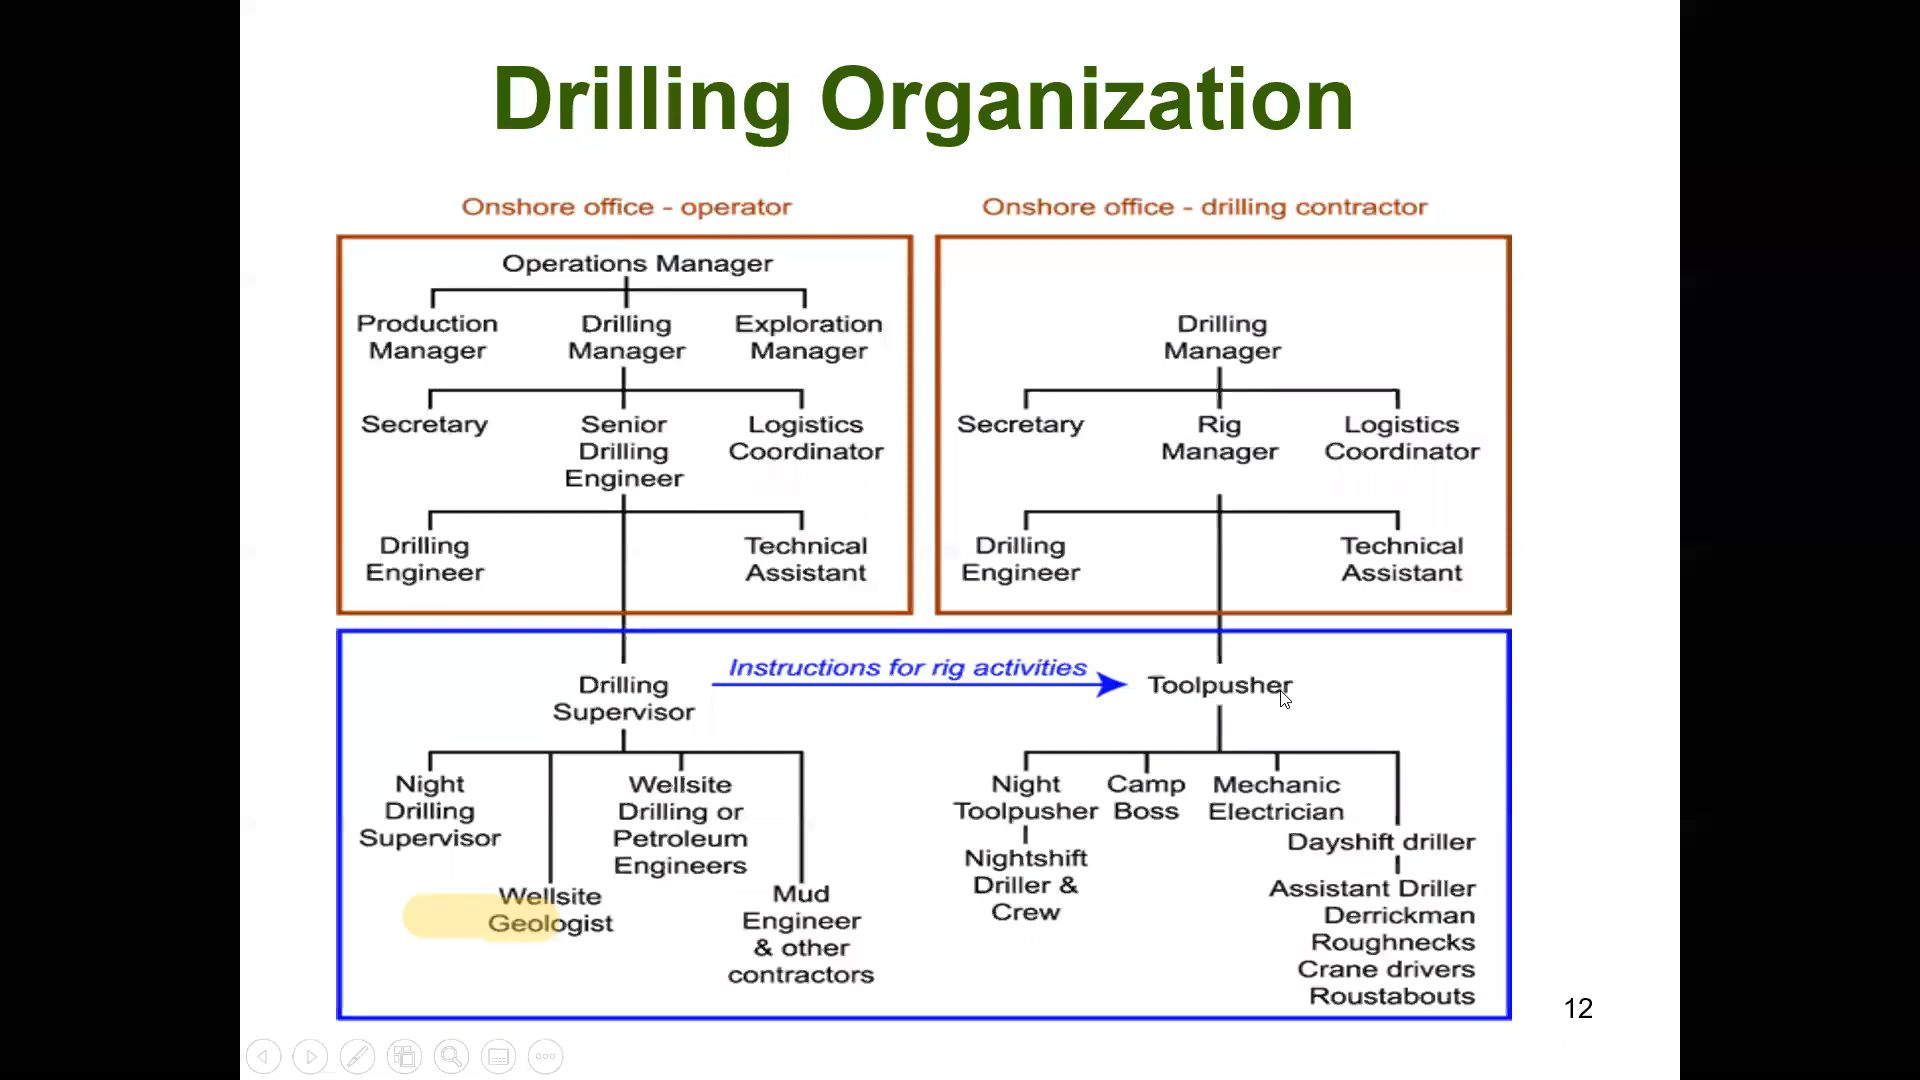 Drilling Organization
Onshore office - operator
Onshore office - drilling contractor
Operations Manager
Production
Manager
Drilling
Manager
Exploration
Manager
Secretary
Senior
Drilling
Engineer
Logistics
Coordinator
Drilling
Engineer
Technical
Assistant
Drilling
Manager
Secretary
Rig
Manager
Logistics
Coordinator
Drilling
Engineer
Technical
Assistant
Drilling
Supervisor
Instructions for rig activities
Toolpusher
Night
Drilling
Supervisor
Wellsite
Geologist
Wellsite
Drilling or
Petroleum
Engineers
Mud
Engineer
& other
contractors
Night
Toolpusher
Nightshift
Driller &
Crew
Camp
Boss
Mechanic
Electrician
Dayshift driller
Assistant Driller
Derrickman
Roughnecks
Crane drivers
Roustabouts
12